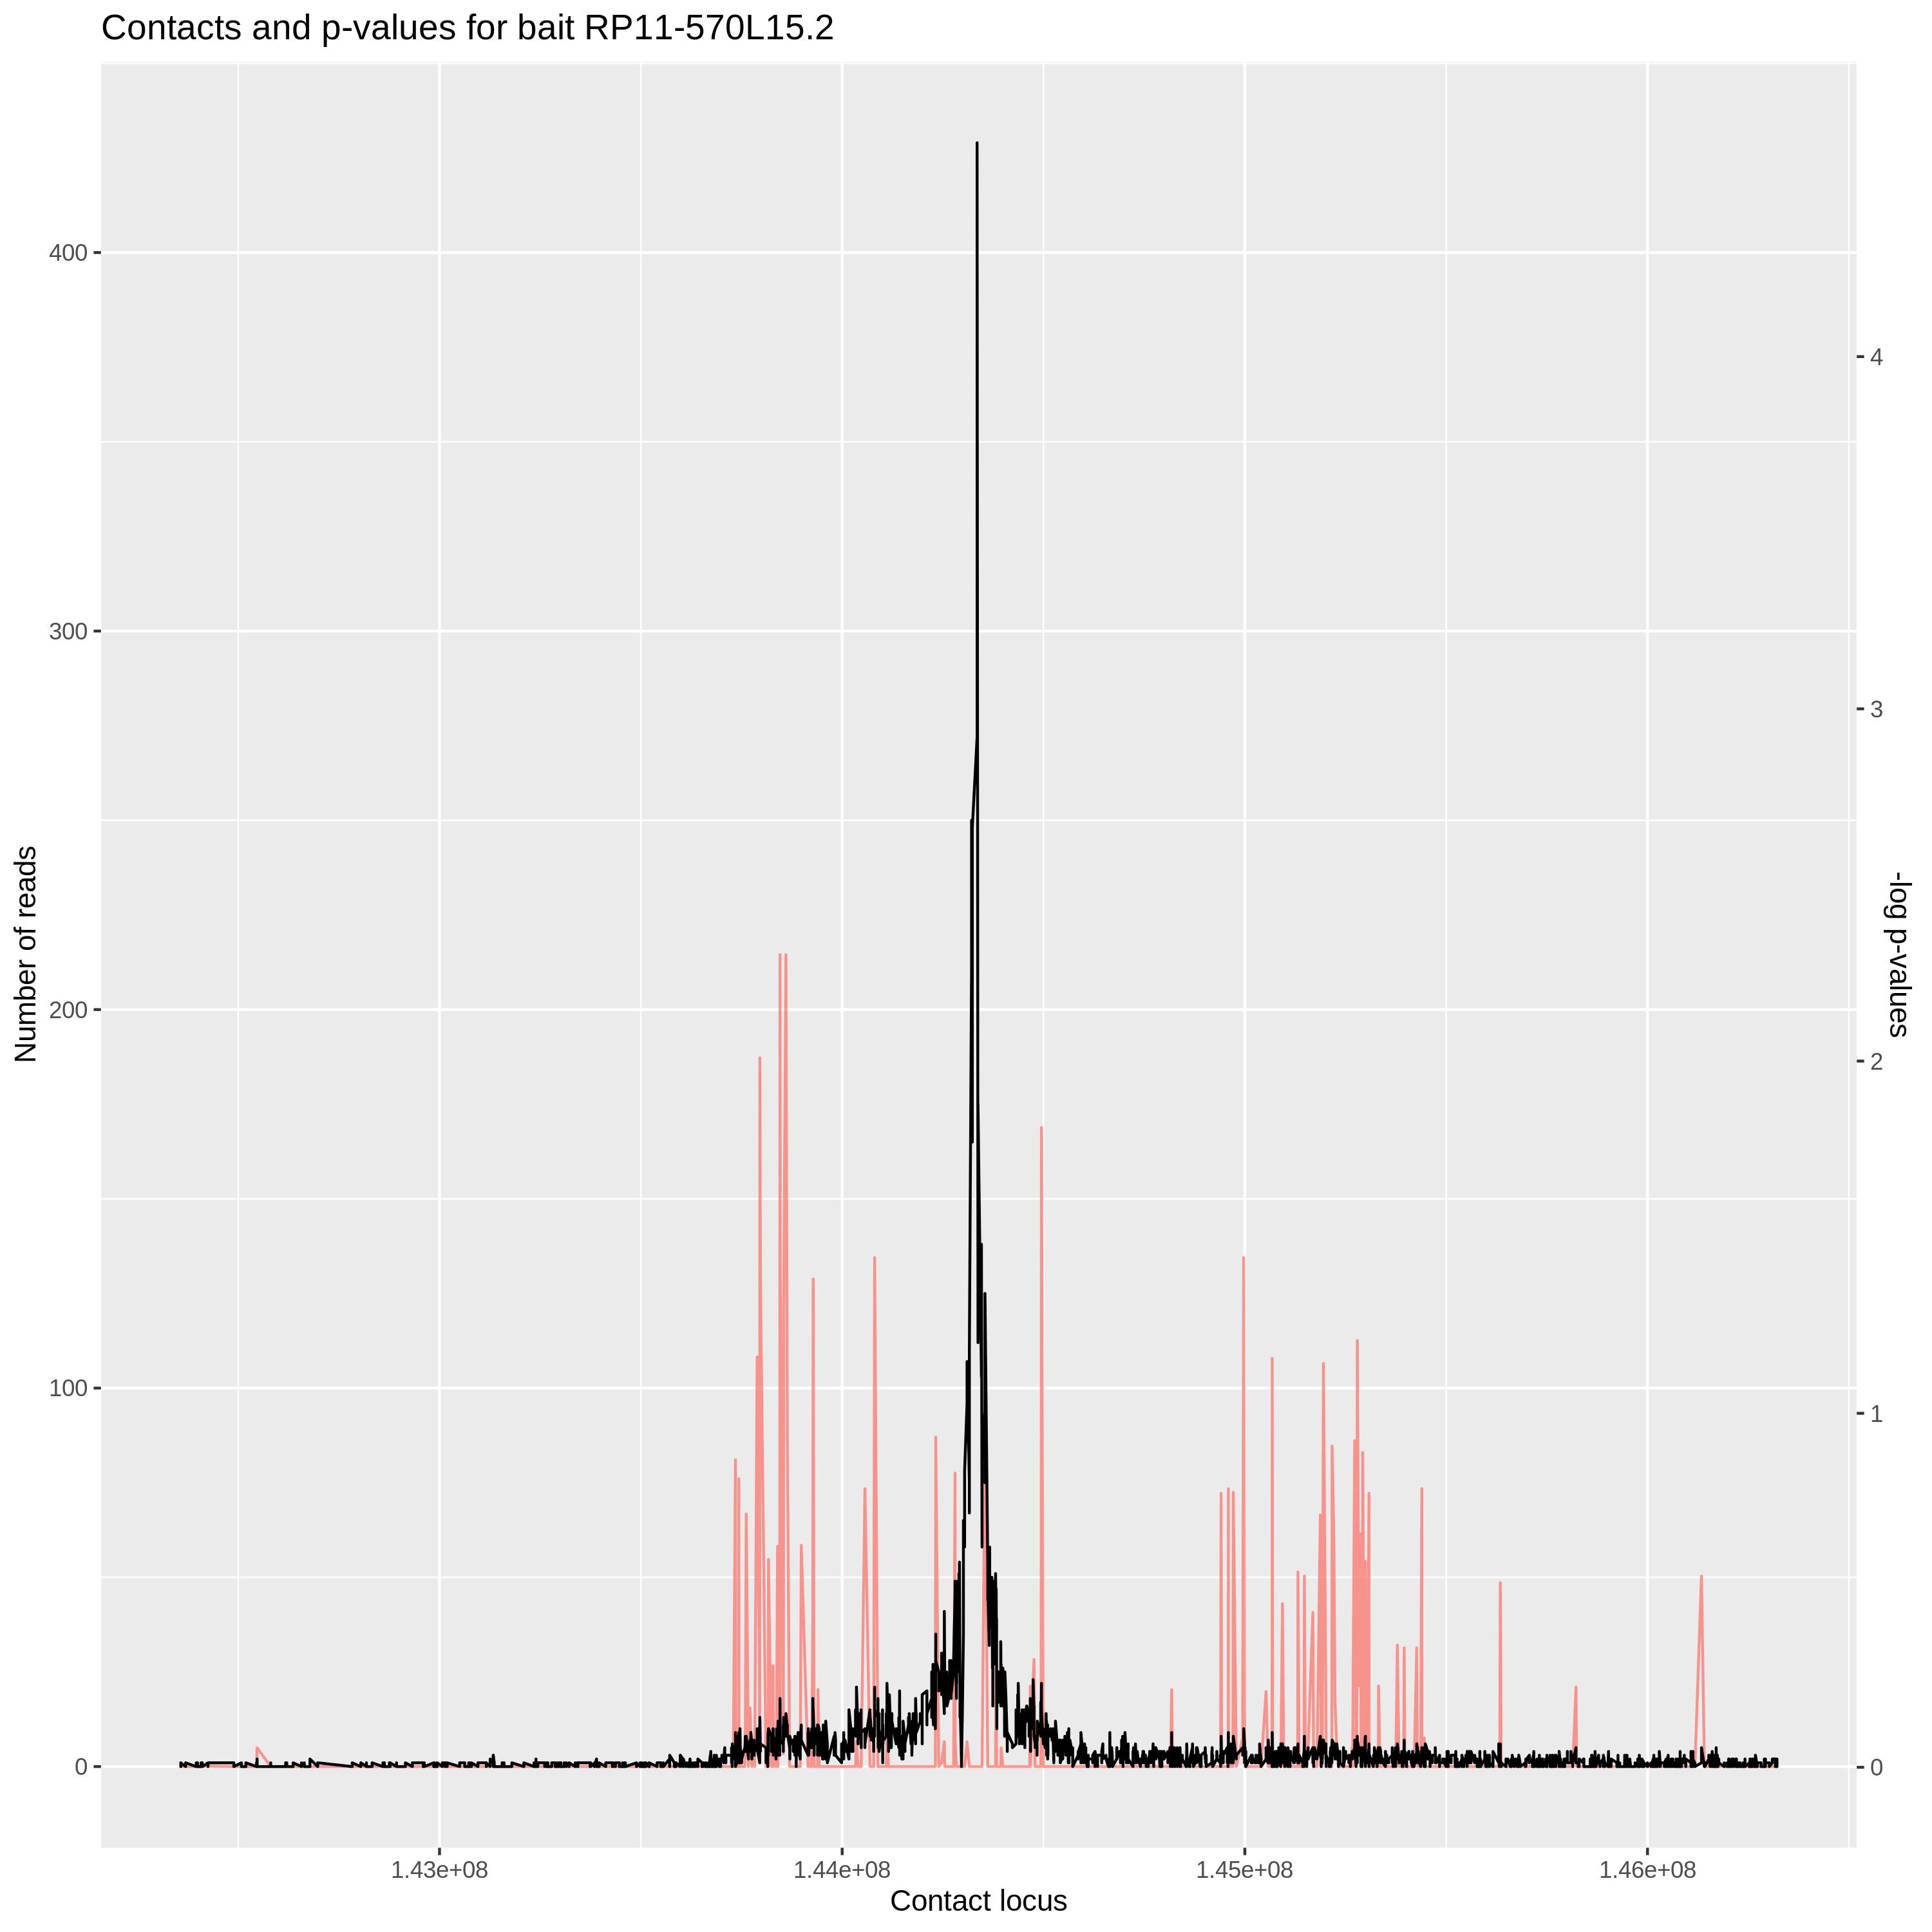 Contacts and p-values for bait RP11-570L15.2
Number of reads
400
300
200
100
0
4
3
2
1
0
-log p-values
1.43e+08
1.44e+08
1.45e+08
1.46e+08
Contact locus